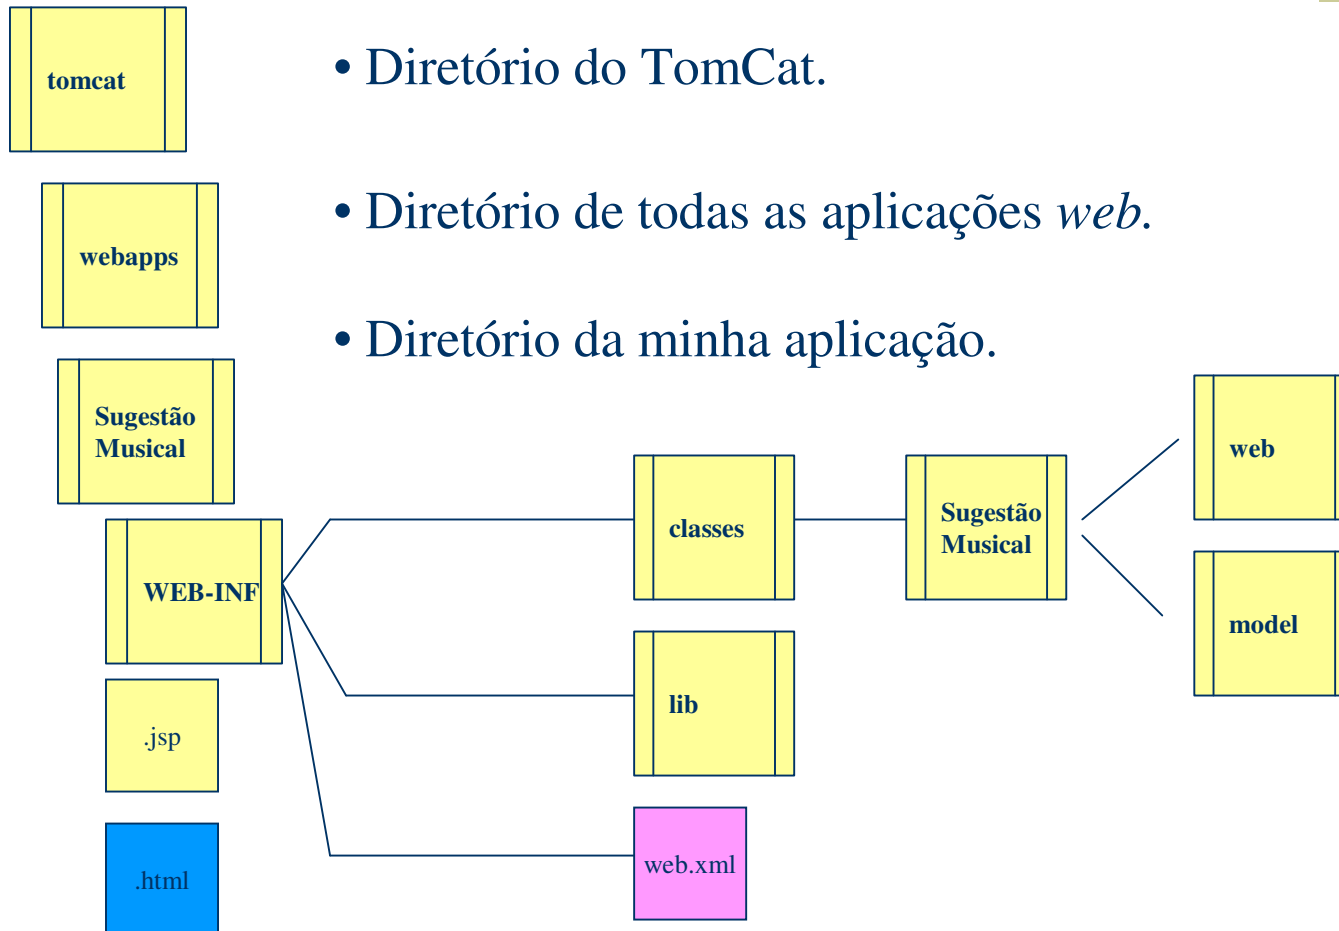 tomcat
• Diretório do TomCat.
webapps
• Diretório de todas as aplicações web.
• Diretório da minha aplicação.
Sugestão
Musical
WEB-INF
classes
Sugestão
Musical
web
model
lib
.jsp
web.xml
.html